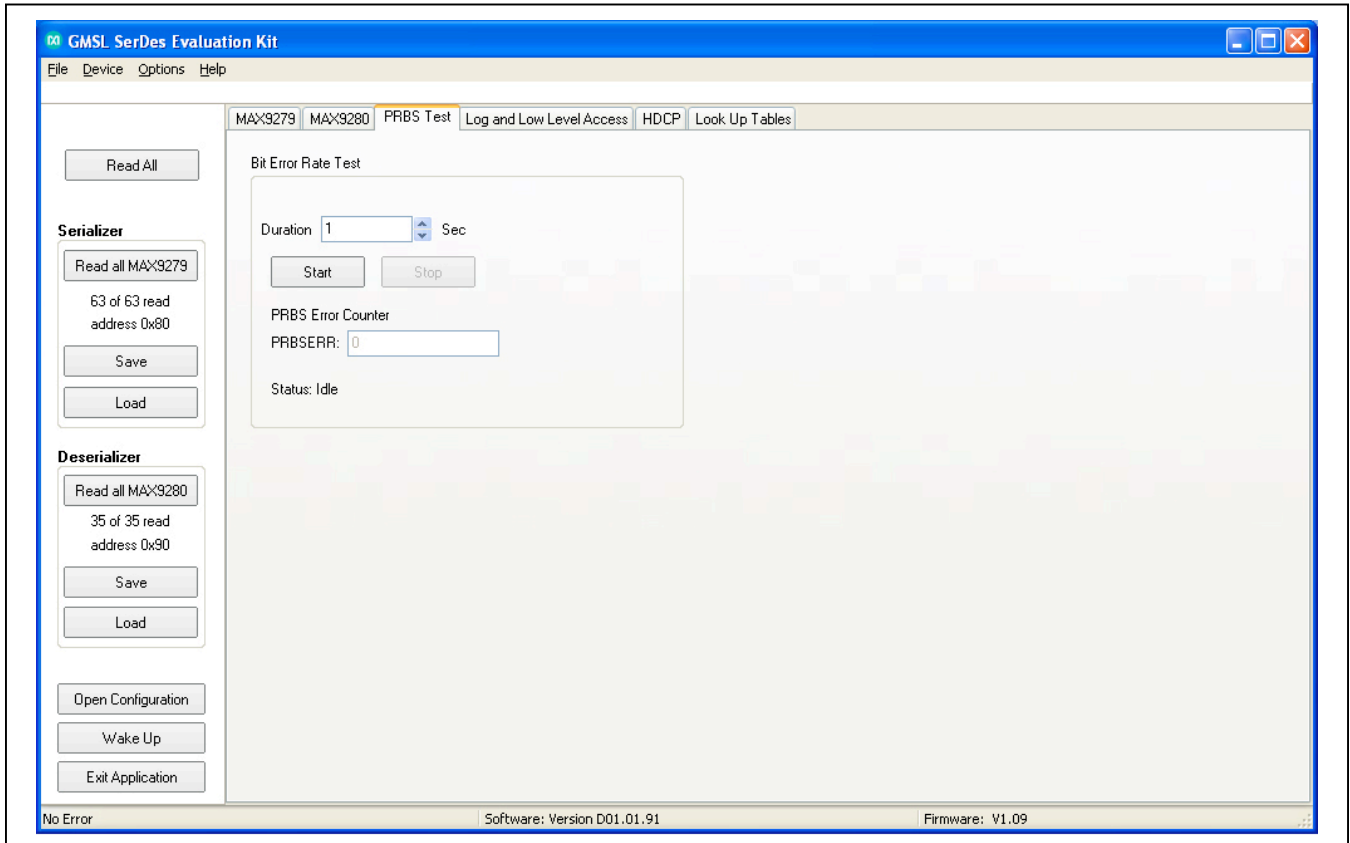 GMSL SerDes Evaluation Kit
File Device Options Help
MAX9279 MAX9280 PRBS Test Log and Low Level Access HDCP Look Up Tables
Read All
Serializer
Read all MAX9279
63 of 63 read
address 0x80
Save
Load
Deserializer
Read all MAX9280
35 of 35 read
address 0x90
Save
Load
Open Configuration
Wake Up
Exit Application
Bit Error Rate Test
Duration 1 Sec
Start Stop
PRBS Error Counter
PRBSERR: 0
Status: Idle
No Error Software: Version D01.01.91 Firmware: V1.09